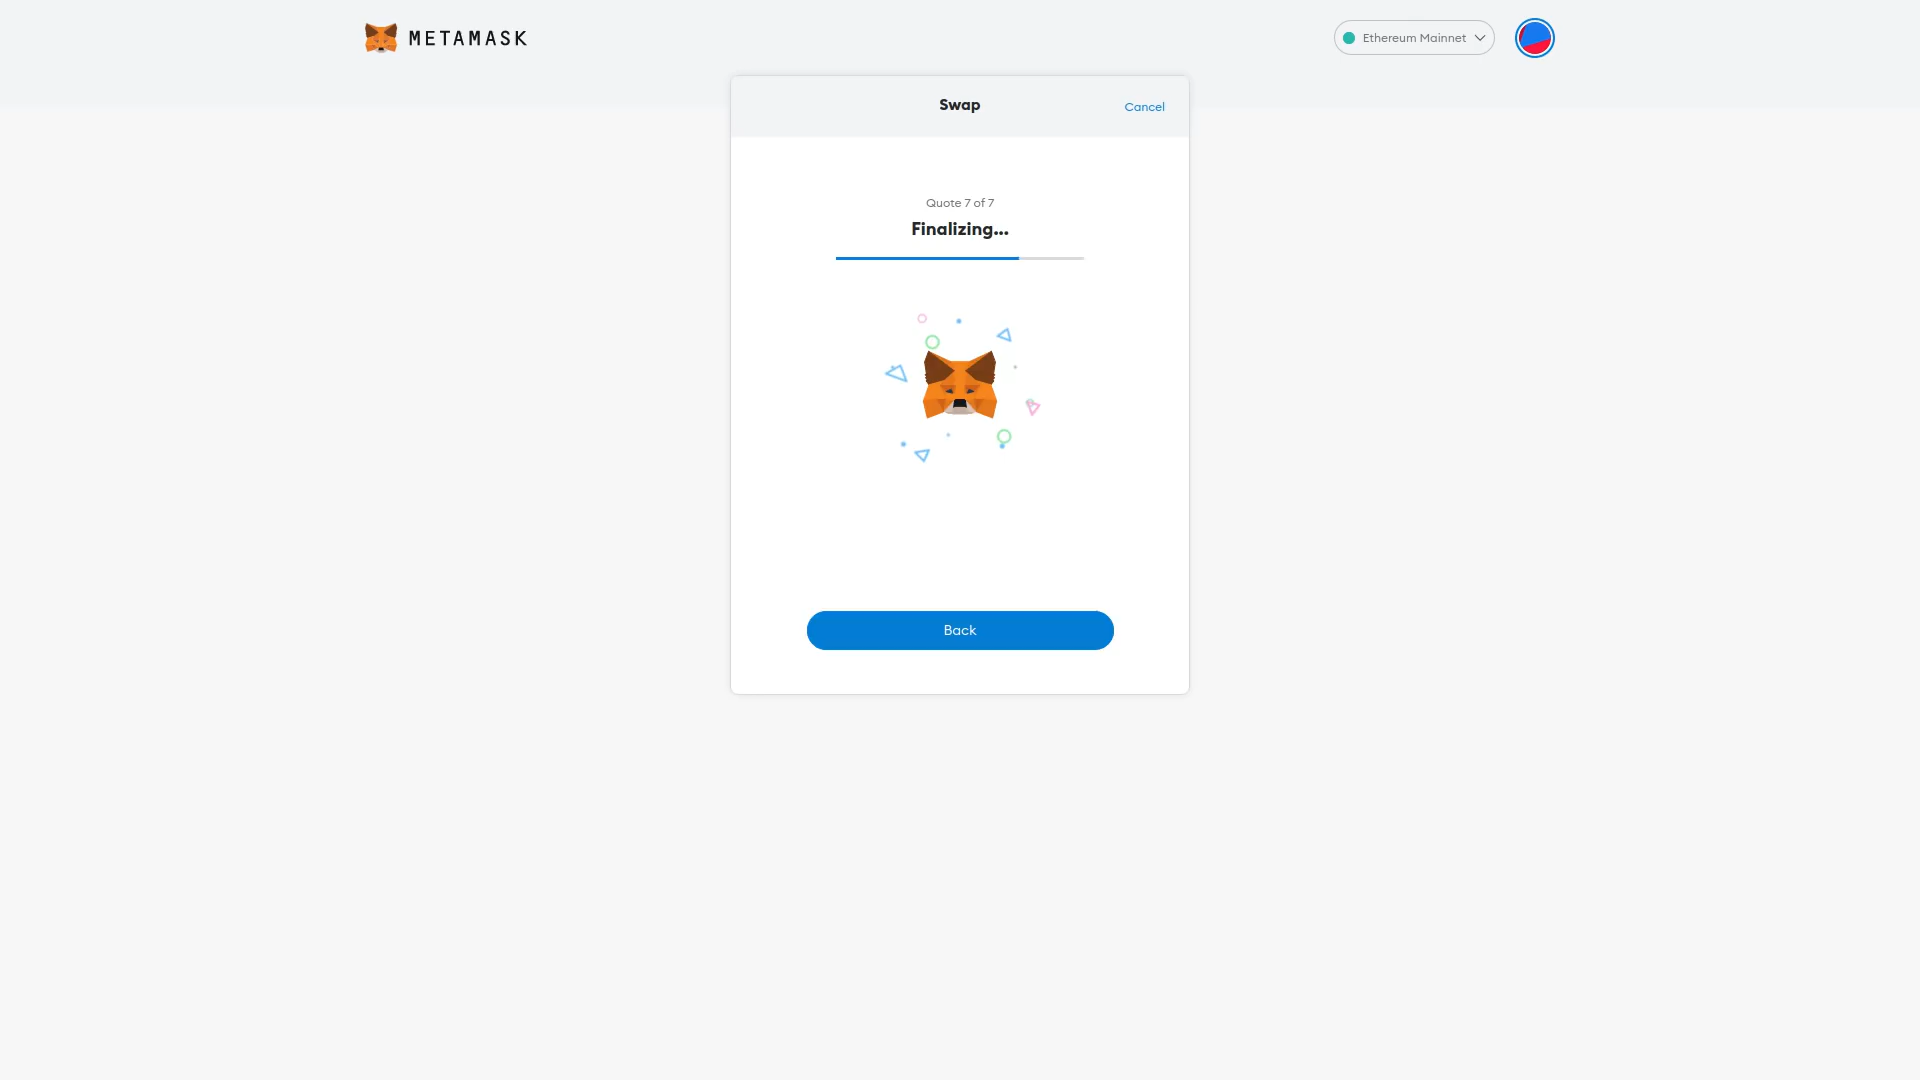 METAMASK
Ethereum Mainnet
Swap
Cancel
Quote 7 of 7
Finalizing...
Back